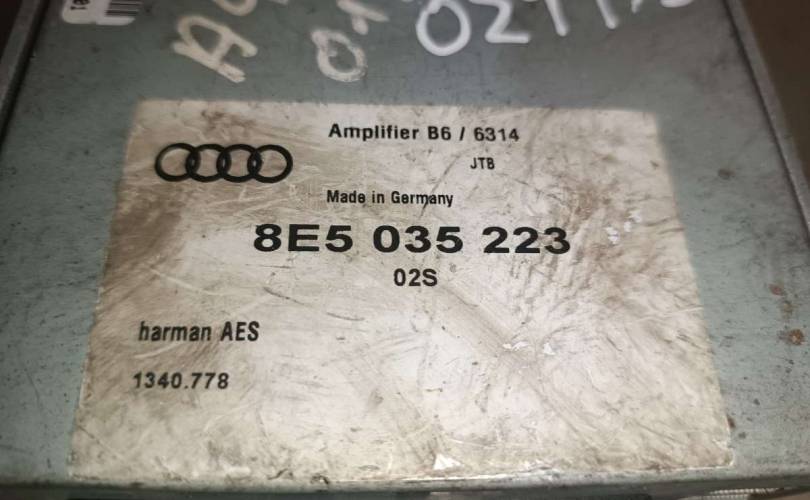 Amplifier B6 / 6314
JTB
Made in Germany
8E5 035 223
02S
harman AES
1340.778